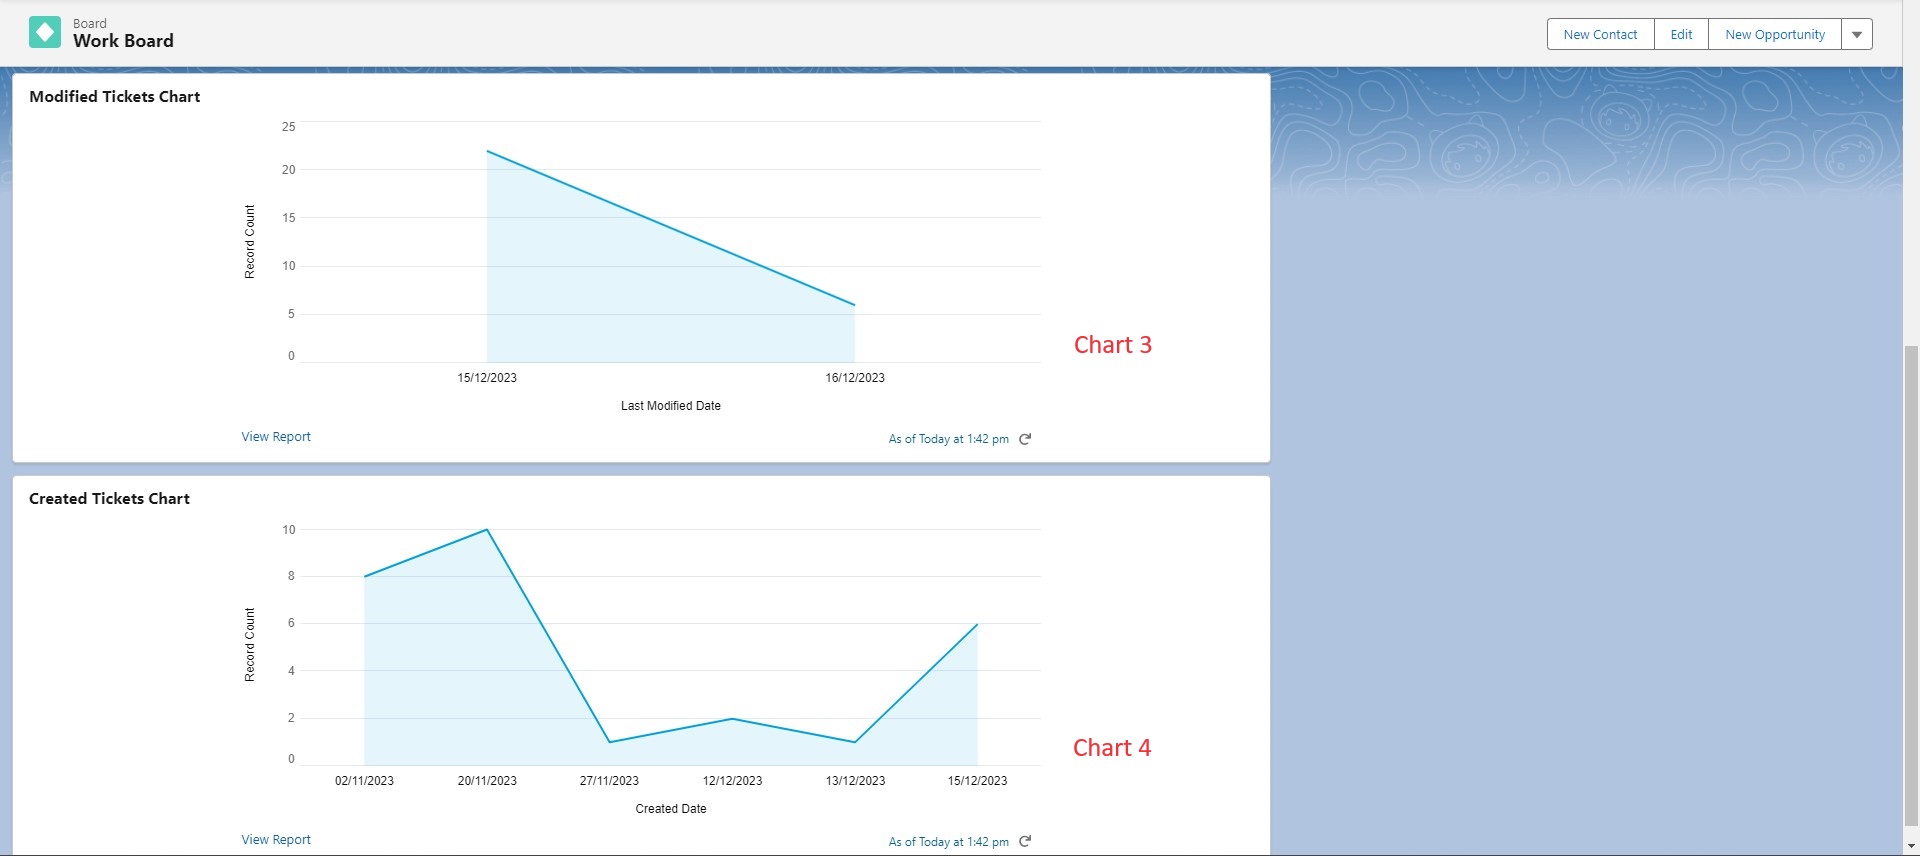 Board
Work Board
New Contact
Edit
New Opportunity
Modified Tickets Chart
25
20
15
10
5
0
Record Count
15/12/2023
16/12/2023
Last Modified Date
Chart 3
View Report
As of Today at 1:42 pm
Created Tickets Chart
10
8
6
4
2
0
Record Count
02/11/2023
20/11/2023
27/11/2023
12/12/2023
13/12/2023
15/12/2023
Created Date
Chart 4
View Report
As of Today at 1:42 pm